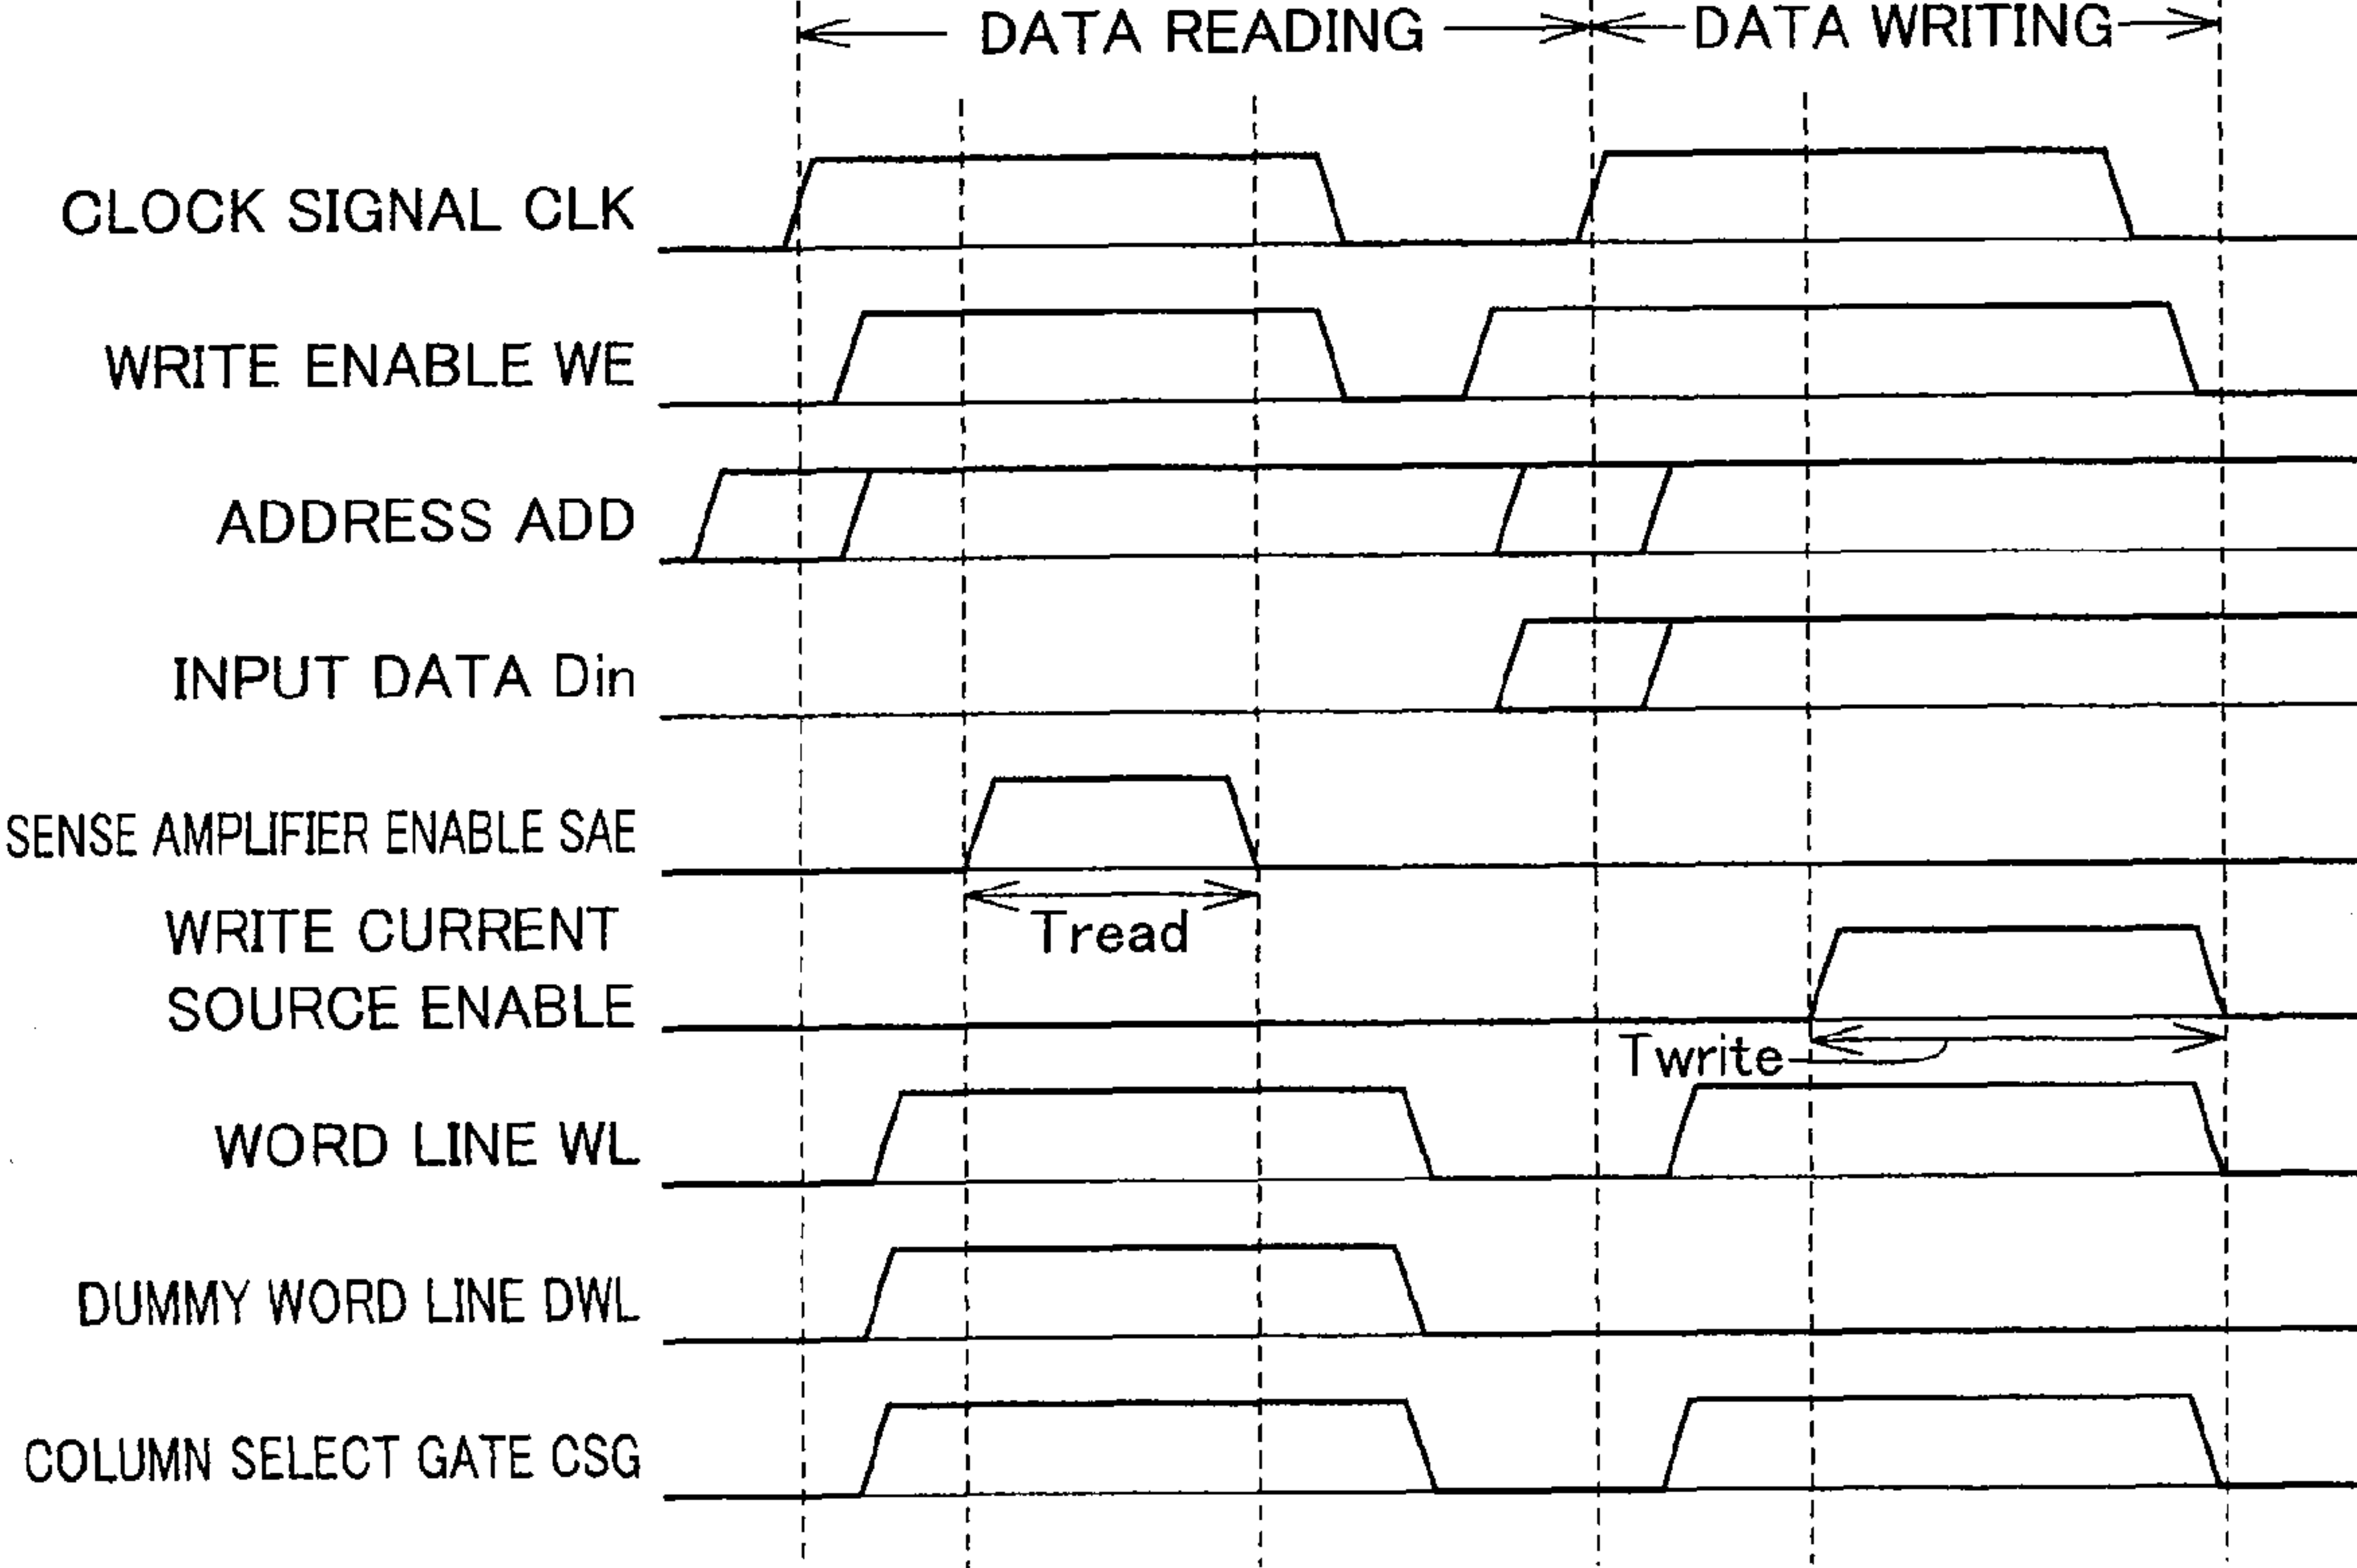 DATA READING DATA WRITING
CLOCK SIGNAL CLK
WRITE ENABLE WE
ADDRESS ADD
INPUT DATA Din
SENSE AMPLIFIER ENABLE SAE
Tread
WRITE CURRENT
SOURCE ENABLE
Twrite
WORD LINE WL
DUMMY WORD LINE DWL
COLUMN SELECT GATE CSG